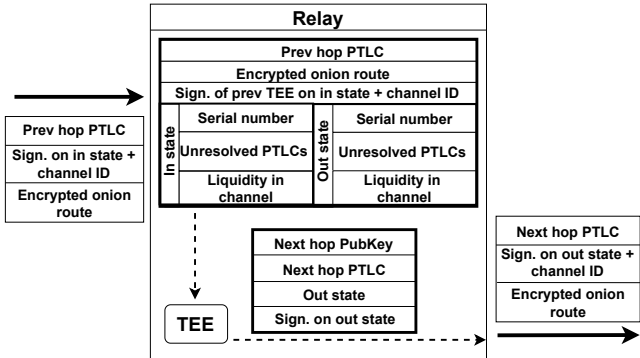 Relay
Prev hop PTLC
Encrypted onion route
Sign. of prev TEE on in state + channel ID
In state
Serial number
Unresolved PTLCs
Liquidity in
channel
Out state
Serial number
Unresolved PTLCs
Liquidity in
channel
Prev hop PTLC
Sign. on in state +
channel ID
Encrypted onion
route
Next hop PubKey
Next hop PTLC
Out state
Sign. on out state
TEE
Next hop PTLC
Sign. on out state +
channel ID
Encrypted onion
route